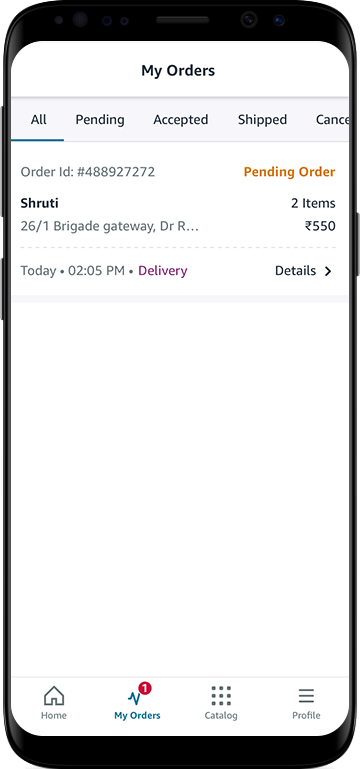 My Orders
All Pending Accepted Shipped Cance
Order Id: #488927272 Pending Order
Shruti 2 Items
26/1 Brigade gateway, Dr R... ₹550
Today • 02:05 PM • Delivery Details >
1
Home My Orders Catalog Profile